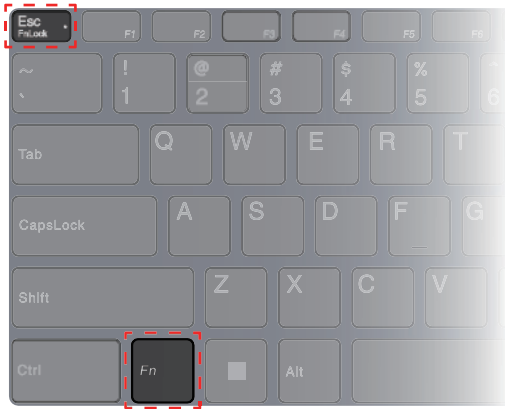 Esc
FnLock
F1 F2 F3 F4 F5 F6
~ ! @ # $ % ^
` 1 2 3 4 5 6
Tab Q W E R T
CapsLock A S D F G
Shift Z X C V
Ctrl Fn Alt